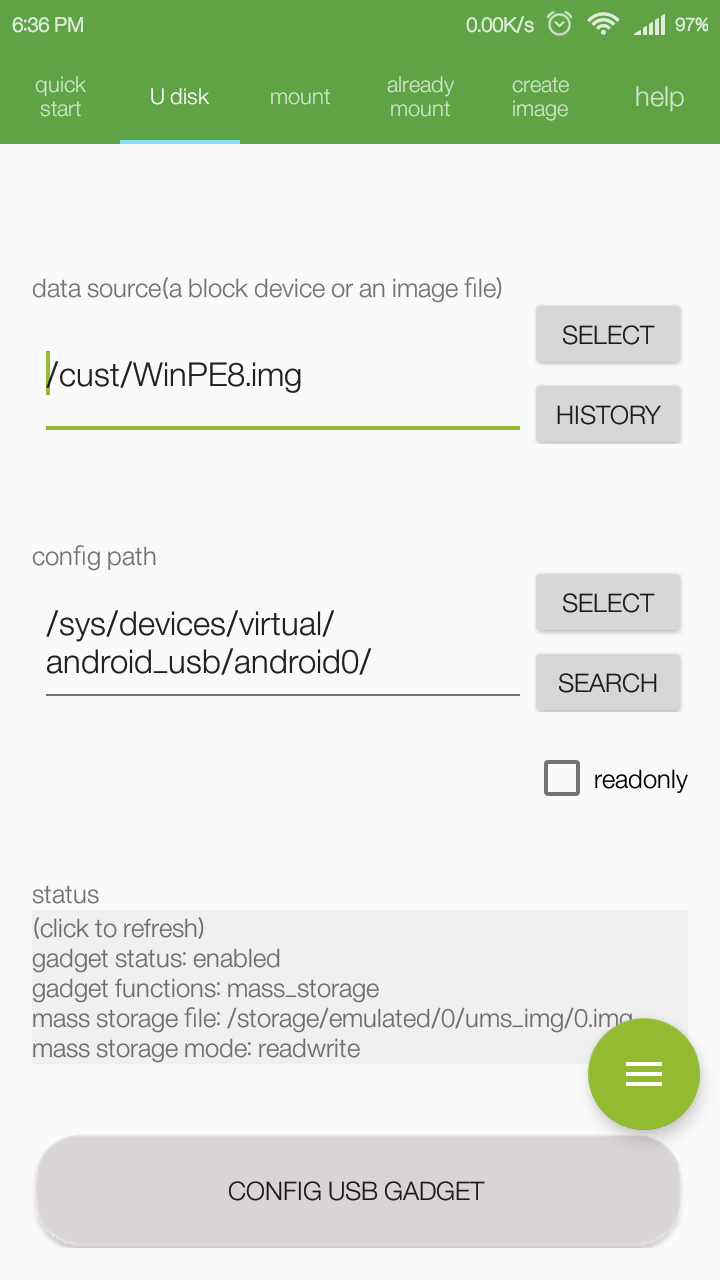 6:36 PM 0.00K/s 97%
quick start U disk mount already mount create image help
data source(a block device or an image file)
SELECT
/cust/WinPE8.img
HISTORY
config path
SELECT
/sys/devices/virtual/
android_usb/android0/
SEARCH
readonly
status
(click to refresh)
gadget status: enabled
gadget functions: mass_storage
mass storage file: /storage/emulated/0/ums_img/0.img
mass storage mode: readwrite
CONFIG USB GADGET